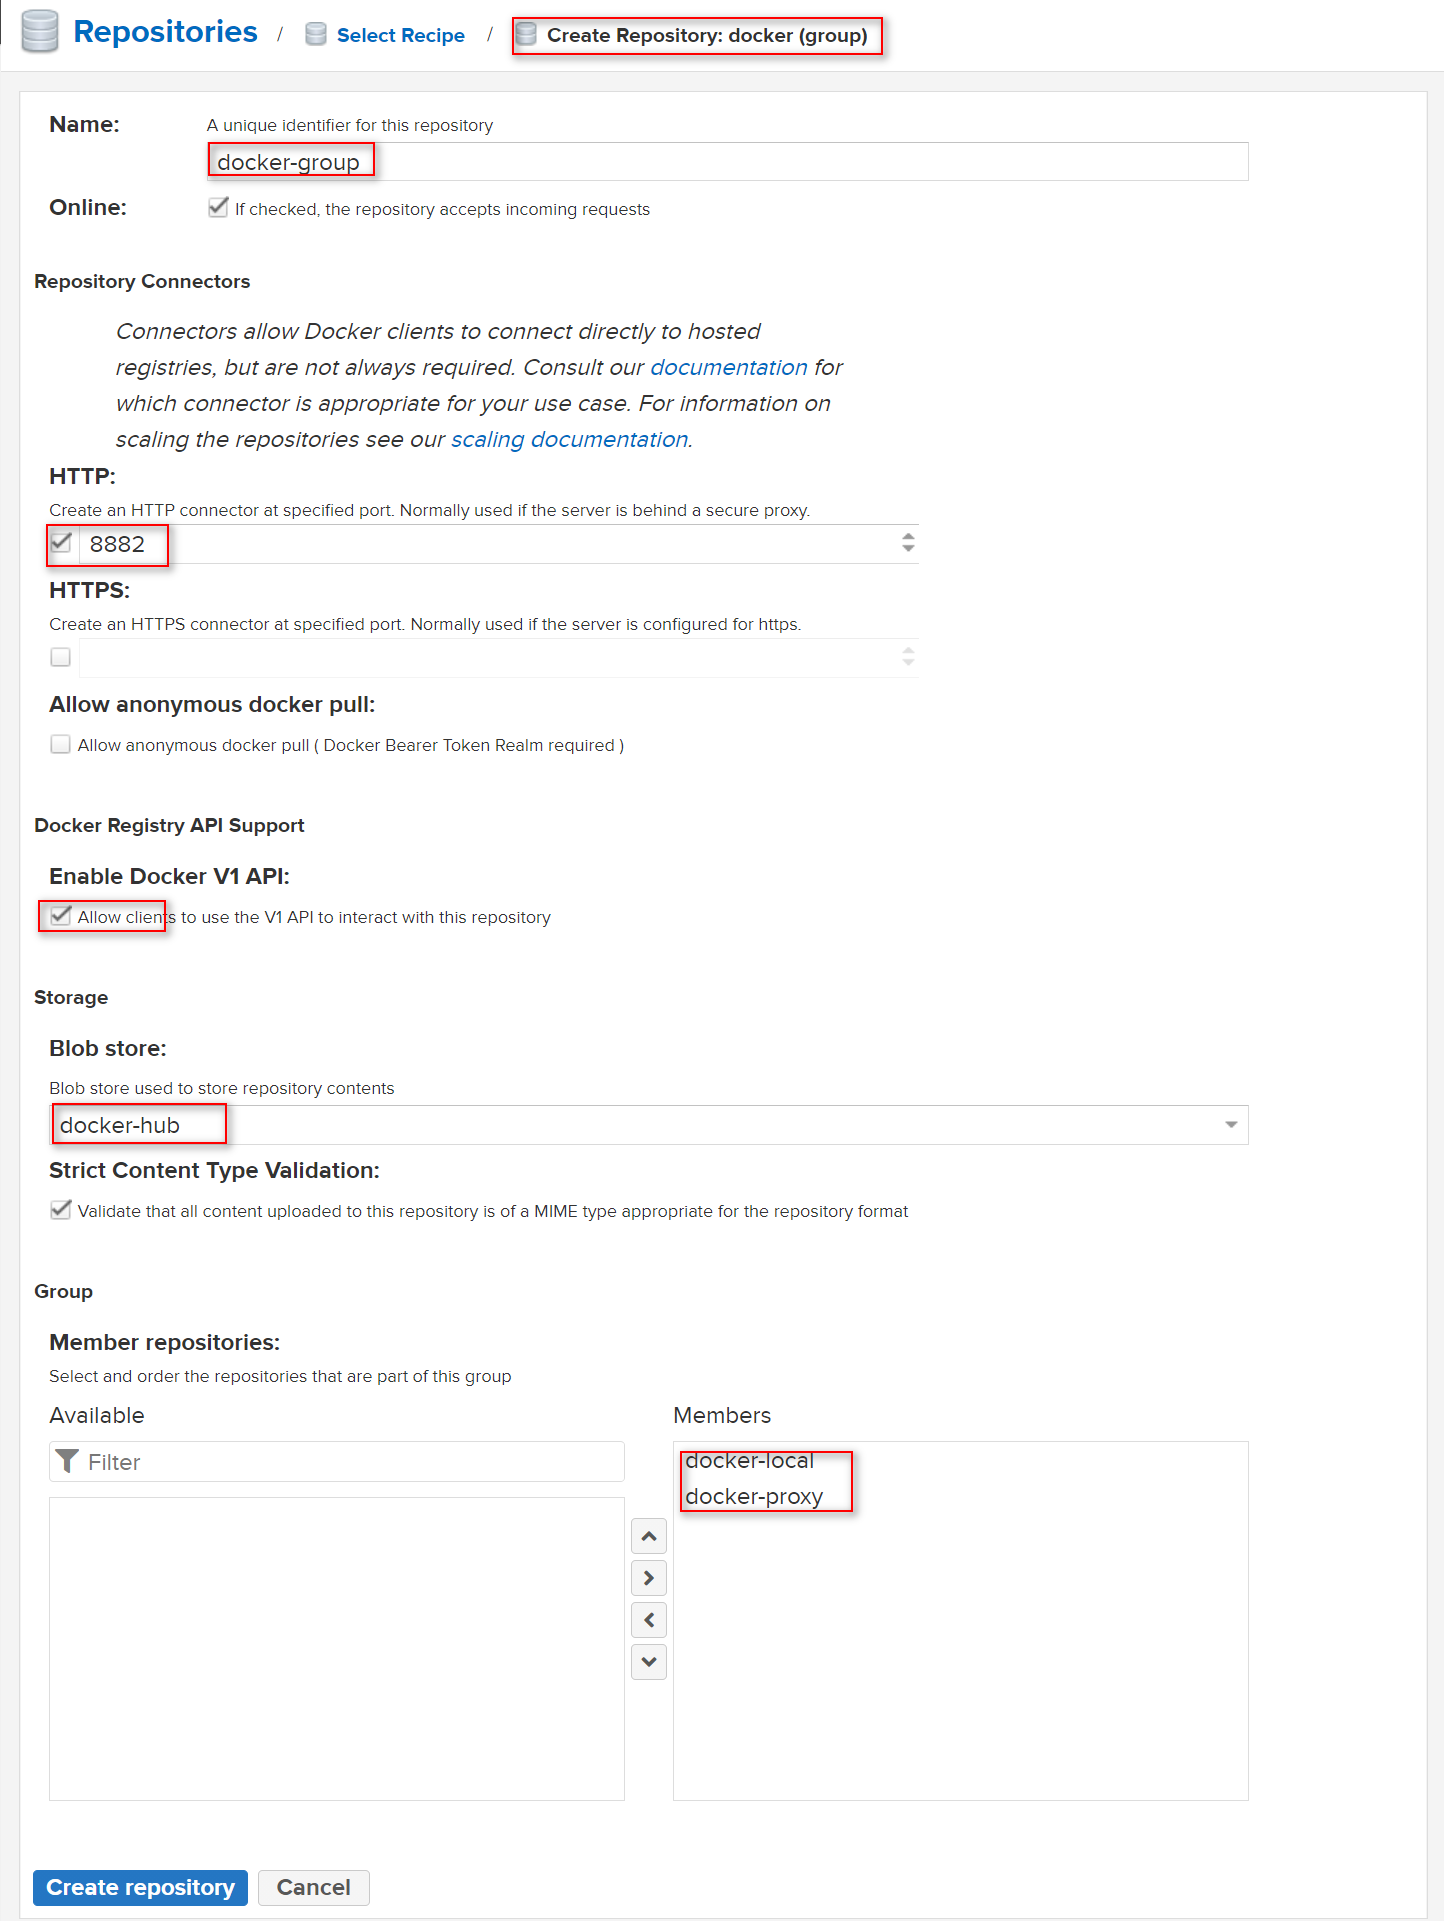 Repositories / Select Recipe / Create Repository: docker (group)
Name: A unique identifier for this repository
docker-group
Online: If checked, the repository accepts incoming requests
Repository Connectors
Connectors allow Docker clients to connect directly to hosted
registries, but are not always required. Consult our documentation for
which connector is appropriate for your use case. For information on
scaling the repositories see our scaling documentation.
HTTP:
Create an HTTP connector at specified port. Normally used if the server is behind a secure proxy.
8882
HTTPS:
Create an HTTPS connector at specified port. Normally used if the server is configured for https.
Allow anonymous docker pull:
Allow anonymous docker pull ( Docker Bearer Token Realm required )
Docker Registry API Support
Enable Docker V1 API:
Allow clients to use the V1 API to interact with this repository
Storage
Blob store:
Blob store used to store repository contents
docker-hub
Strict Content Type Validation:
Validate that all content uploaded to this repository is of a MIME type appropriate for the repository format
Group
Member repositories:
Select and order the repositories that are part of this group
Available Members
Filter
docker-local
docker-proxy
Create repository Cancel